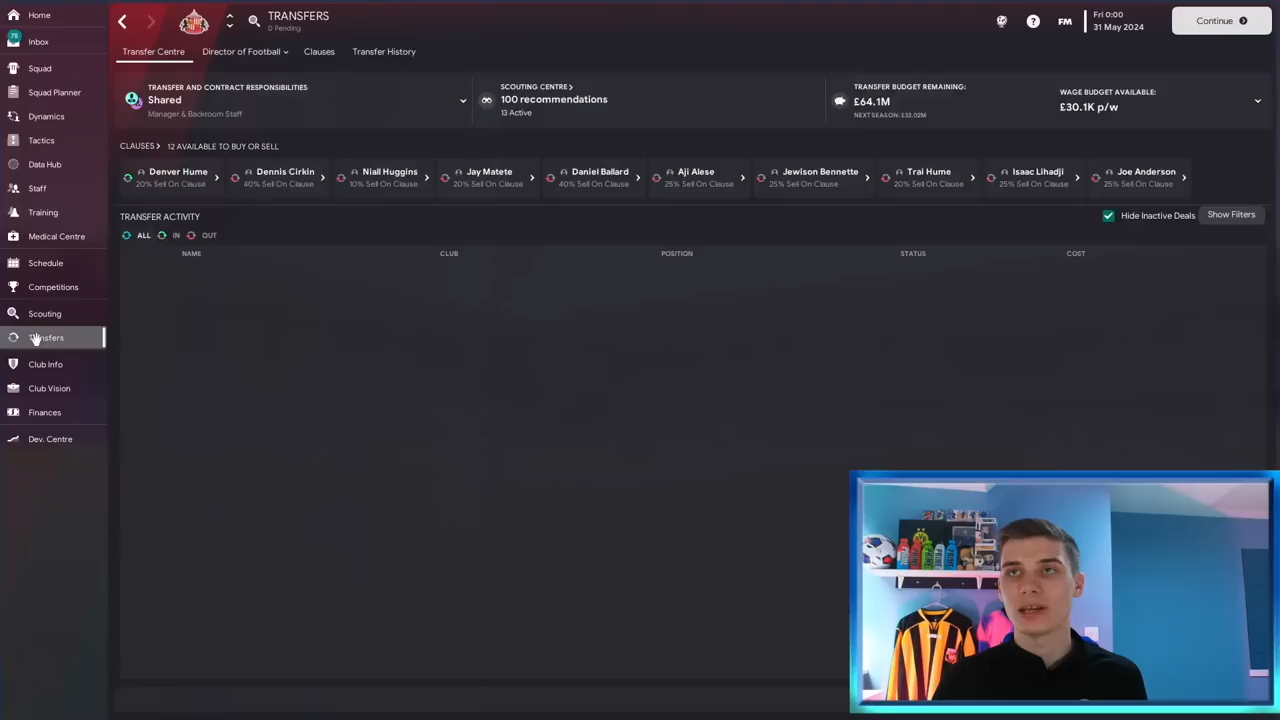 Home
TRANSFERS
0 Pending
FM
Fri 0:00
31 May 2024
Continue
75
Inbox
Squad
Squad Planner
Dynamics
Tactics
Data Hub
Staff
Training
Medical Centre
Schedule
Competitions
Scouting
Transfers
Club Info
Club Vision
Finances
Dev. Centre
Transfer Centre
Director of Football
Clauses
Transfer History
TRANSFER AND CONTRACT RESPONSIBILITIES
Shared
Manager & Backroom Staff
SCOUTING CENTRE
100 recommendations
13 Active
TRANSFER BUDGET REMAINING:
£64.1M
NEXT SEASON: £32.02M
WAGE BUDGET AVAILABLE:
£30.1K p/w
CLAUSES 12 AVAILABLE TO BUY OR SELL
Denver Hume
20% Sell On Clause
Dennis Cirkin
40% Sell On Clause
Niall Huggins
10% Sell On Clause
Jay Matete
20% Sell On Clause
Daniel Ballard
40% Sell On Clause
Aji Alese
25% Sell On Clause
Jewison Bennette
25% Sell On Clause
Trai Hume
20% Sell On Clause
Isaac Lihadji
25% Sell On Clause
Joe Anderson
25% Sell On Clause
TRANSFER ACTIVITY
Hide Inactive Deals
Show Filters
ALL IN OUT
NAME CLUB POSITION STATUS COST